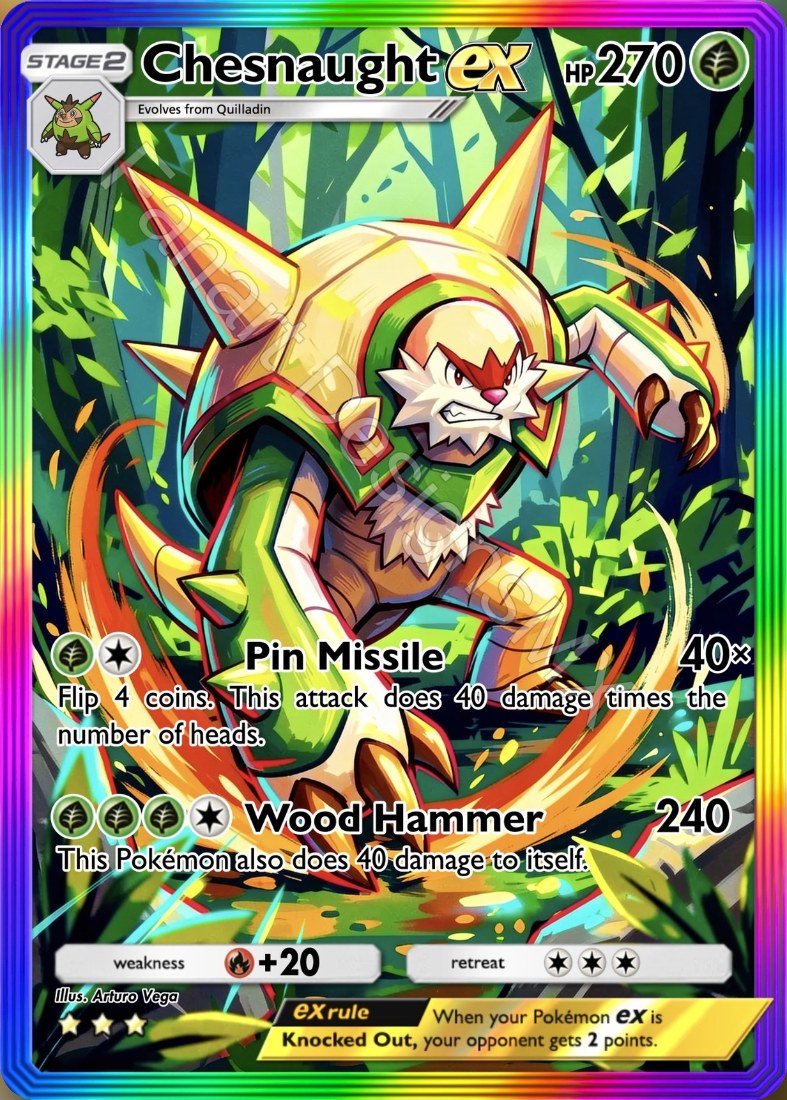 STAGE2 Chesnaught ex HP 270
Evolves from Quilladin
Fanart Designs/V
Pin Missile 40×
Flip 4 coins. This attack does 40 damage times the
number of heads.
Wood Hammer 240
This Pokémon also does 40 damage to itself.
weakness +20 retreat
Illus. Arturo Vega
ex rule When your Pokémon ex is
Knocked Out, your opponent gets 2 points.